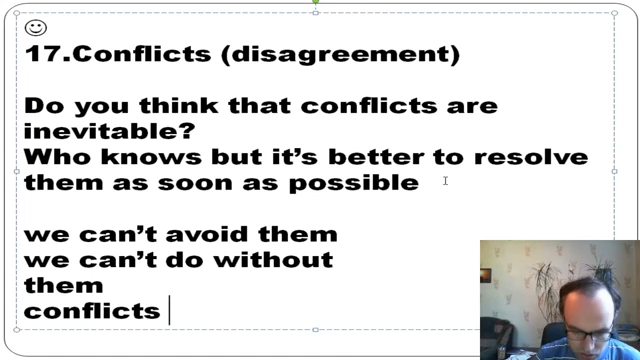 17.Conflicts (disagreement)
Do you think that conflicts are
inevitable?
Who knows but it's better to resolve
them as soon as possible
we can't avoid them
we can't do without
them
conflicts